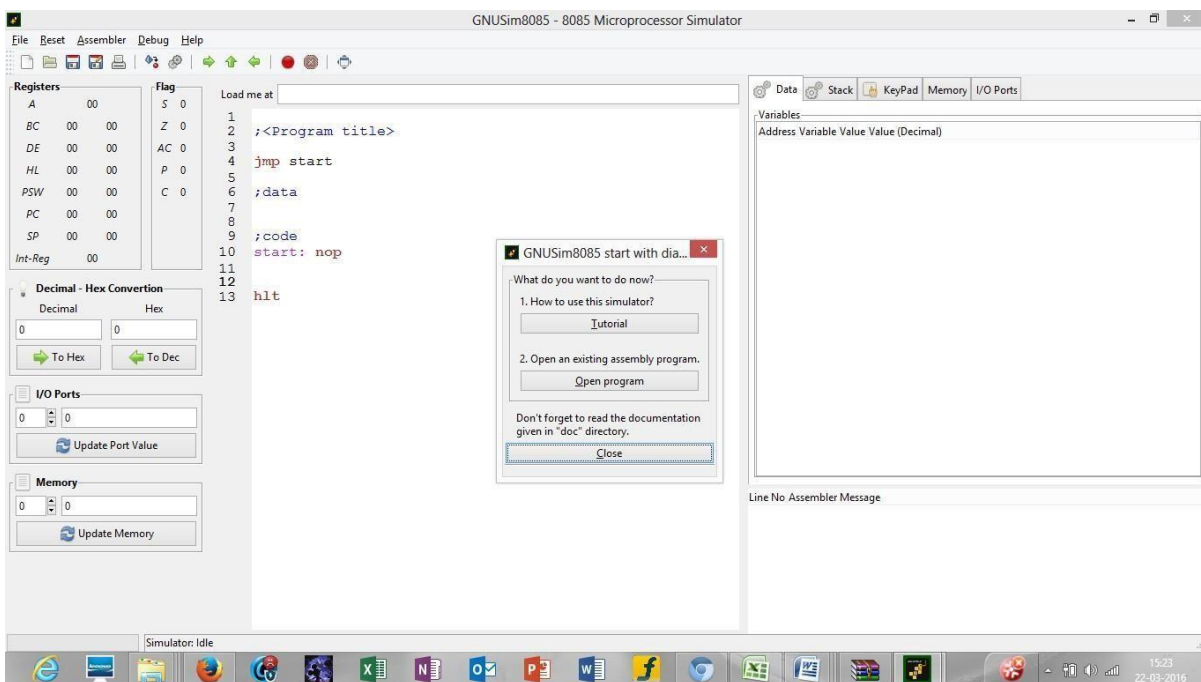 GNUSim8085 - 8085 Microprocessor Simulator
File Reset Assembler Debug Help
Registers
A 00
BC 00 00
DE 00 00
HL 00 00
PSW 00 00
PC 00 00
SP 00 00
Int-Reg 00
Flag
S 0
Z 0
AC 0
P 0
C 0
Decimal - Hex Convertion
Decimal Hex
0 0
To Hex To Dec
I/O Ports
0 0
Update Port Value
Memory
0 0
Update Memory
Load me at
1
2 ;<Program title>
3
4 jmp start
5
6 ;data
7
8
9 ;code
10 start: nop
11
12
13 hlt
GNUSim8085 start with dia...
What do you want to do now?
1. How to use this simulator?
Tutorial
2. Open an existing assembly program.
Open program
Don't forget to read the documentation
given in "doc" directory.
Close
Data Stack KeyPad Memory I/O Ports
Variables
Address Variable Value Value (Decimal)
Line No Assembler Message
Simulator: Idle
15:23
22-03-2016